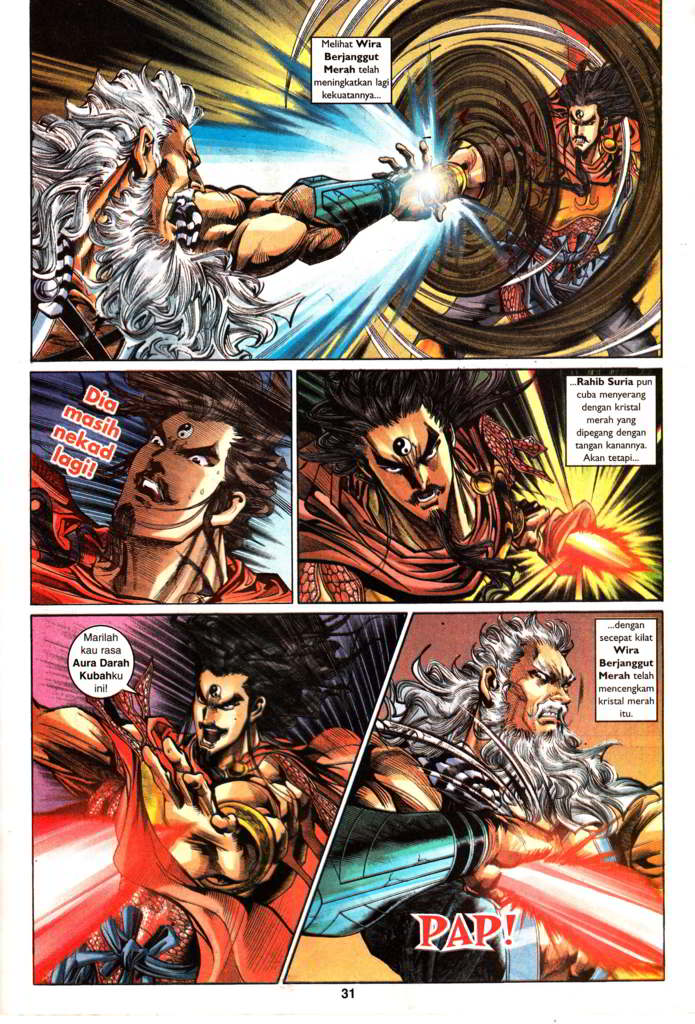 Melihat Wira
Berjanggut
Merah telah
meningkatkan lagi
kekuatannya...
Dia
masih
nekad
lagi!
...Rahib Suria pun
cuba menyerang
dengan kristal
merah yang
dipegang dengan
tangan kanannya.
Akan tetapi...
Marilah
kau rasa
Aura Darah
Kubahku
ini!
...dengan
secepat kilat
Wira
Berjanggut
Merah telah
mencengkam
kristal merah
itu.
PAP!
31